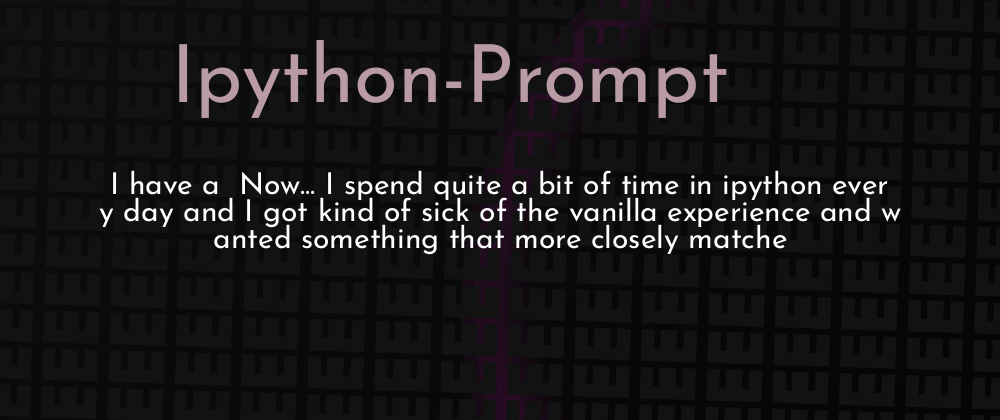 Ipython-Prompt
I have a  Now... I spend quite a bit of time in ipython ever
y day and I got kind of sick of the vanilla experience and w
anted something that more closely matche